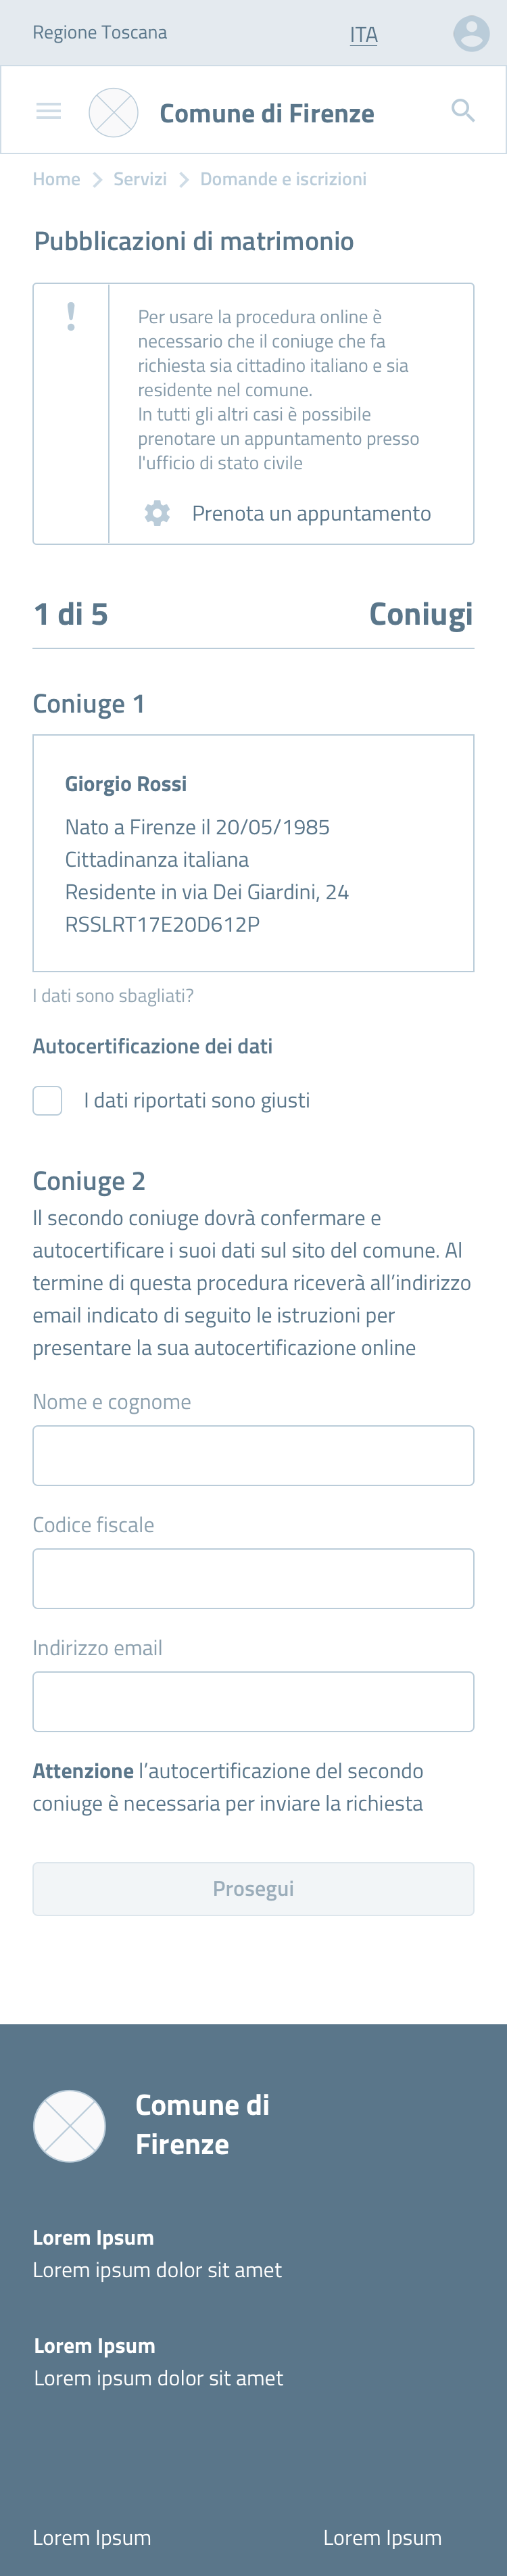 Regione Toscana ITA
Comune di Firenze
Home Servizi Domande e iscrizioni
Pubblicazioni di matrimonio
!
Per usare la procedura online è
necessario che il coniuge che fa
richiesta sia cittadino italiano e sia
residente nel comune.
In tutti gli altri casi è possibile
prenotare un appuntamento presso
l'ufficio di stato civile
Prenota un appuntamento
1 di 5 Coniugi
Coniuge 1
Giorgio Rossi
Nato a Firenze il 20/05/1985
Cittadinanza italiana
Residente in via Dei Giardini, 24
RSSLRT17E20D612P
I dati sono sbagliati?
Autocertificazione dei dati
I dati riportati sono giusti
Coniuge 2
Il secondo coniuge dovrà confermare e
autocertificare i suoi dati sul sito del comune. Al
termine di questa procedura riceverà all’indirizzo
email indicato di seguito le istruzioni per
presentare la sua autocertificazione online
Nome e cognome
Codice fiscale
Indirizzo email
Attenzione l’autocertificazione del secondo
coniuge è necessaria per inviare la richiesta
Prosegui
Comune di
Firenze
Lorem Ipsum
Lorem ipsum dolor sit amet
Lorem Ipsum
Lorem ipsum dolor sit amet
Lorem Ipsum Lorem Ipsum